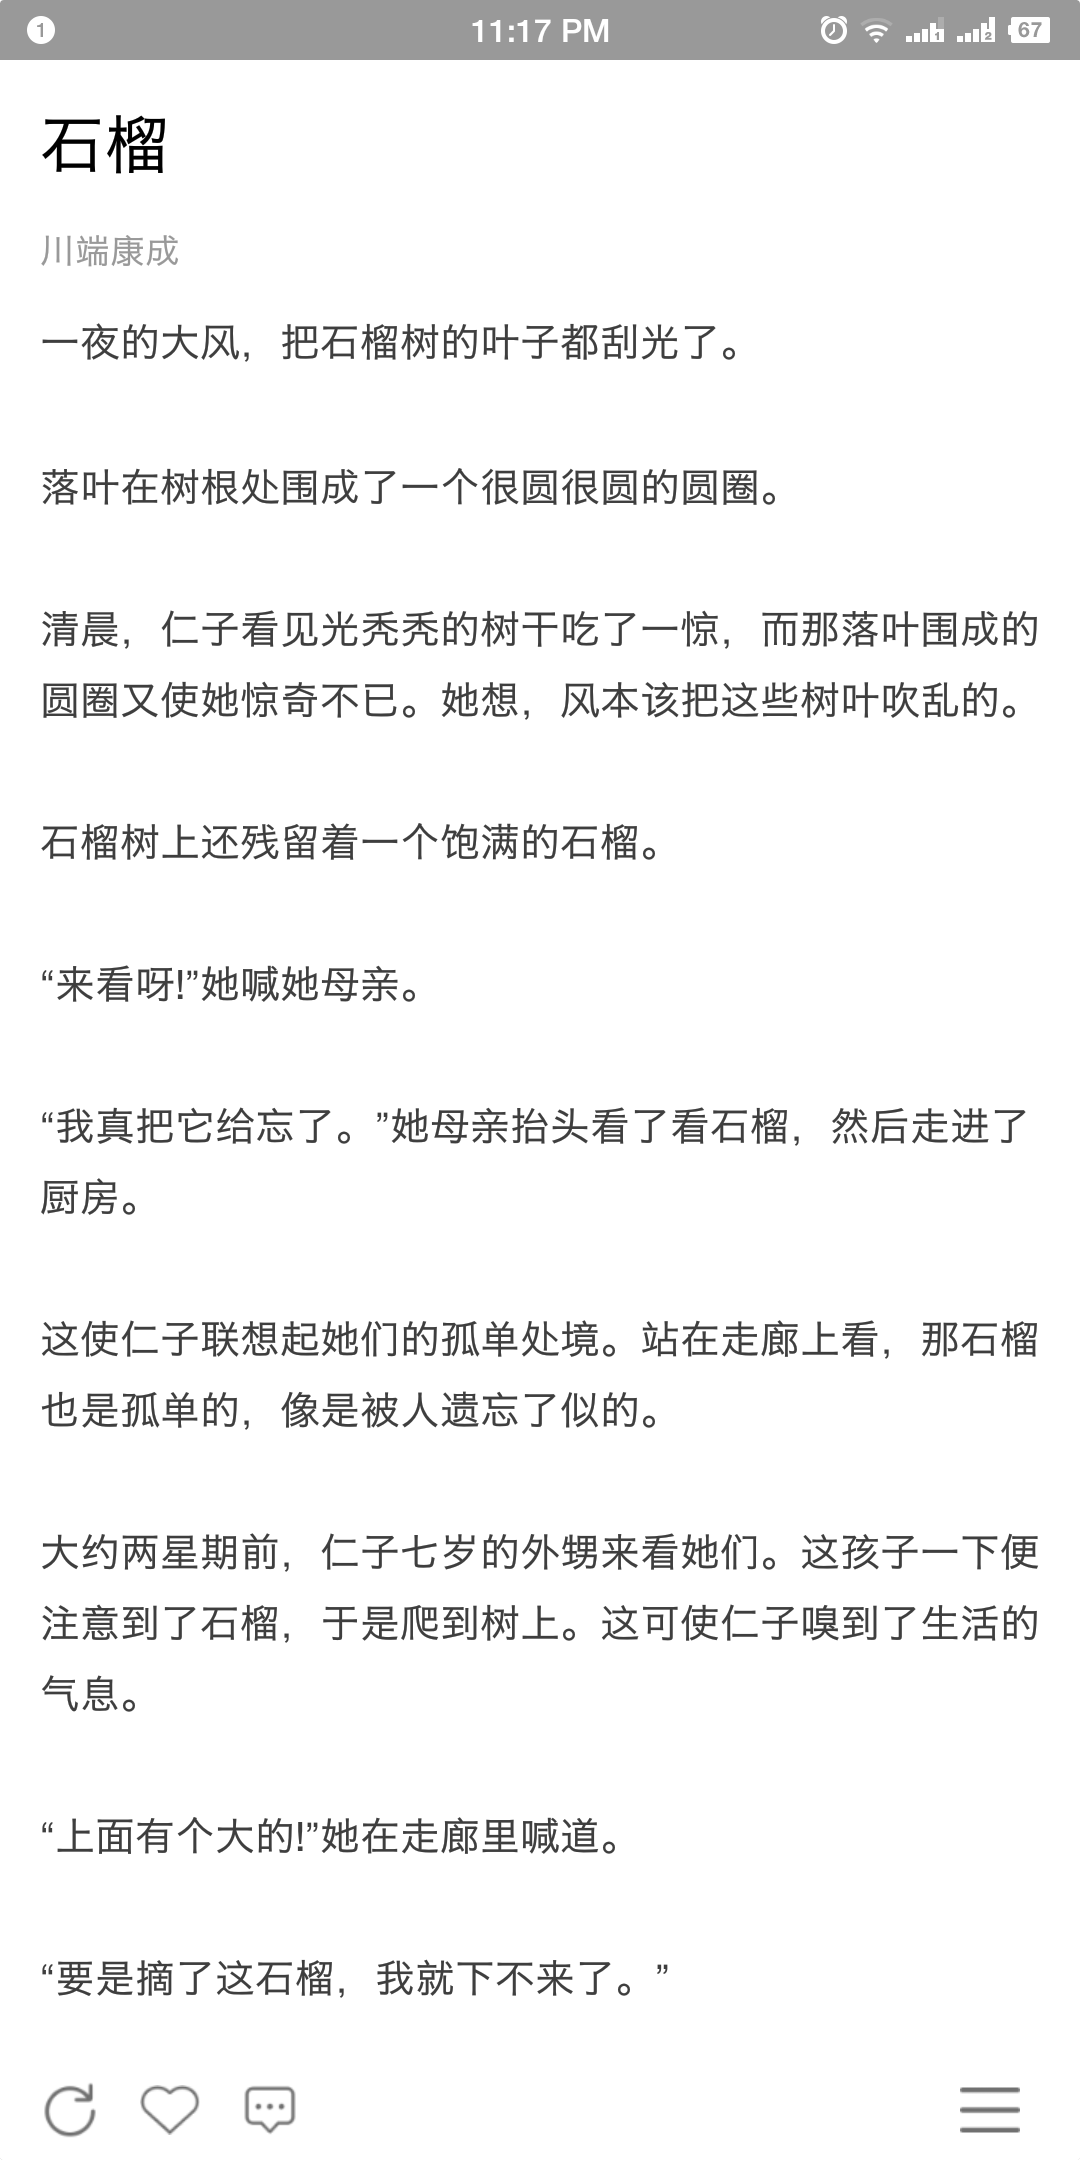 1
11:17 PM
1
2
67
石榴
川端康成
一夜的大风，把石榴树的叶子都刮光了。
落叶在树根处围成了一个很圆很圆的圆圈。
清晨，仁子看见光秃秃的树干吃了一惊，而那落叶围成的
圆圈又使她惊奇不已。她想，风本该把这些树叶吹乱的。
石榴树上还残留着一个饱满的石榴。
“来看呀!”她喊她母亲。
“我真把它给忘了。”她母亲抬头看了看石榴，然后走进了
厨房。
这使仁子联想起她们的孤单处境。站在走廊上看，那石榴
也是孤单的，像是被人遗忘了似的。
大约两星期前，仁子七岁的外甥来看她们。这孩子一下便
注意到了石榴，于是爬到树上。这可使仁子嗅到了生活的
气息。
“上面有个大的!”她在走廊里喊道。
“要是摘了这石榴，我就下不来了。”